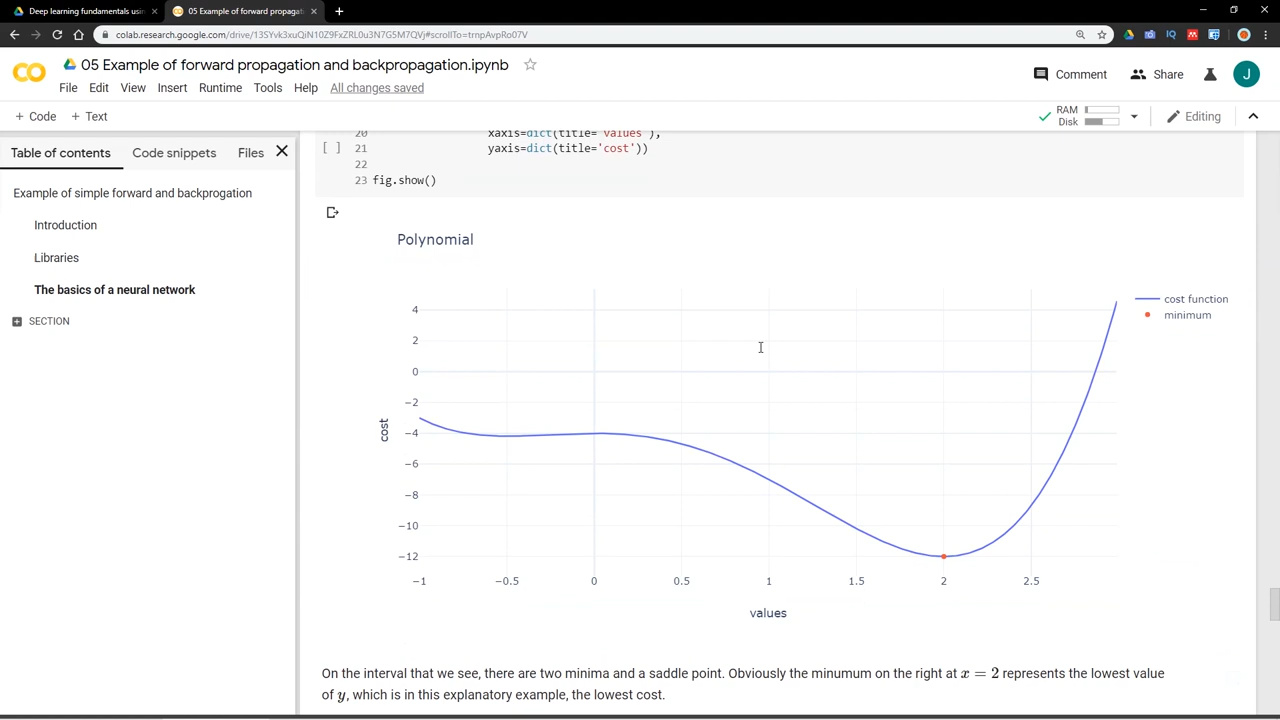 Deep learning fundamentals usin
05 Example of forward propagat
colab.research.google.com/drive/13SYvk3xuQiN10Z9FxZRL0u3N7G5M7QVj#scrollTo=trnpAvpRo07V
IQ
05 Example of forward propagation and backpropagation.ipynb
Comment
Share
J
File Edit View Insert Runtime Tools Help All changes saved
+ Code + Text
RAM
Disk
Editing
Table of contents Code snippets Files
Example of simple forward and backprogation
Introduction
Libraries
The basics of a neural network
SECTION
20 xaxis=dict(title='values'),
[ ] 21 yaxis=dict(title='cost'))
22
23 fig.show()
Polynomial
cost function
minimum
4
2
0
−2
−4
−6
−8
−10
−12
cost
−1 −0.5 0 0.5 1 1.5 2 2.5
values
On the interval that we see, there are two minima and a saddle point. Obviously the minumum on the right at x = 2 represents the lowest value
of y, which is in this explanatory example, the lowest cost.